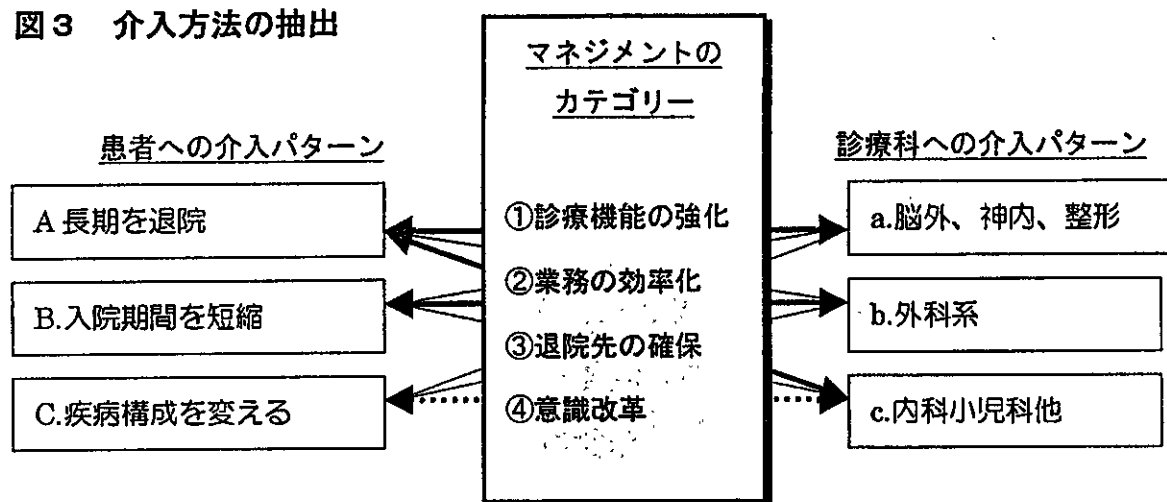 図3 介入方法の抽出
マネジメントの
カテゴリー
患者への介入パターン
A 長期を退院
B.入院期間を短縮
C.疾病構成を変える
①診療機能の強化
②業務の効率化
③退院先の確保
④意識改革
診療科への介入パターン
a.脳外、神内、整形
b.外科系
c.内科小児科他